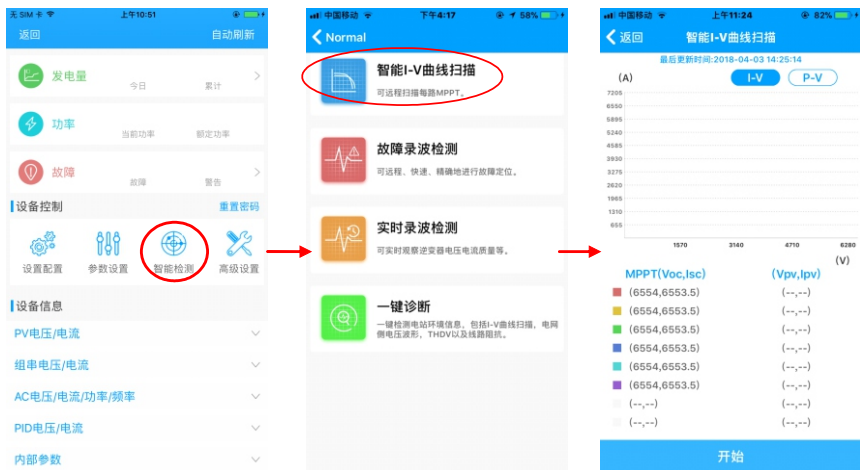 无 SIM 卡
上午10:51
返回
自动刷新
发电量
今日
累计
功率
当前功率
额定功率
故障
故障
警告
设备控制
重置密码
设置配置
参数设置
智能检测
高级设置
设备信息
PV电压/电流
组串电压/电流
AC电压/电流/功率/频率
PID电压/电流
内部参数
中国移动
下午4:17
58%
Normal
智能I-V曲线扫描
可远程扫描每路MPPT。
故障录波检测
可远程、快速、精确地进行故障定位。
实时录波检测
可实时观察逆变器电压电流质量等。
一键诊断
一键检测电站环境信息，包括I-V曲线扫描，电网
侧电压波形，THDV以及线路阻抗。
中国移动
上午11:24
82%
返回
智能I-V曲线扫描
最后更新时间:2018-04-03 14:25:14
(A)
I-V
P-V
7205
6550
5895
5240
4585
3930
3275
2620
1965
1310
655
1570
3140
4710
6280
(V)
MPPT(Voc,Isc)
(Vpv,Ipv)
(6554,6553.5)
(--,--)
(6554,6553.5)
(--,--)
(6554,6553.5)
(--,--)
(6554,6553.5)
(--,--)
(6554,6553.5)
(--,--)
(6554,6553.5)
(--,--)
(--,--)
(--,--)
(--,--)
(--,--)
开始